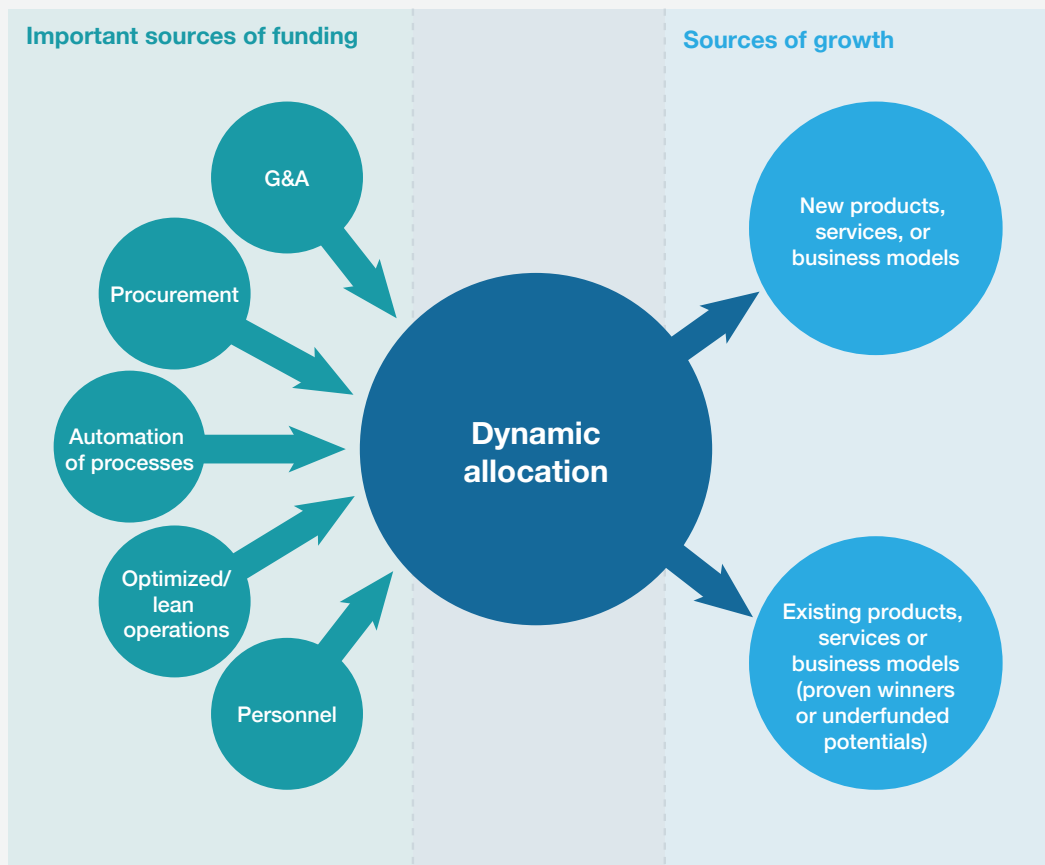 Important sources of funding
Sources of growth
G&A
Procurement
Automation
of processes
Optimized/
lean
operations
Personnel
Dynamic
allocation
New products,
services, or
business models
Existing products,
services or
business models
(proven winners
or underfunded
potentials)